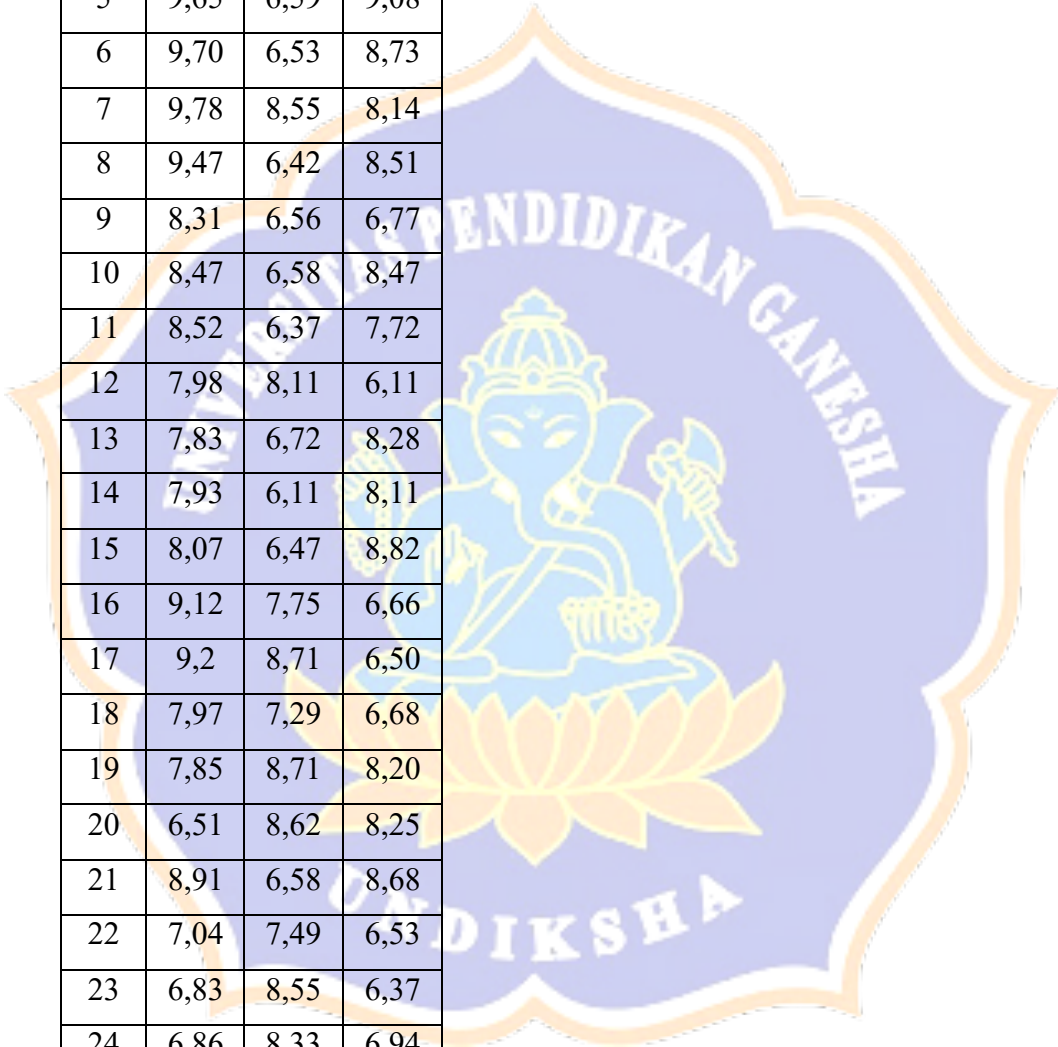 5 9,65 6,59 9,08
6 9,70 6,53 8,73
7 9,78 8,55 8,14
8 9,47 6,42 8,51
9 8,31 6,56 6,77
10 8,47 6,58 8,47
11 8,52 6,37 7,72
12 7,98 8,11 6,11
13 7,83 6,72 8,28
14 7,93 6,11 8,11
15 8,07 6,47 8,82
16 9,12 7,75 6,66
17 9,2 8,71 6,50
18 7,97 7,29 6,68
19 7,85 8,71 8,20
20 6,51 8,62 8,25
21 8,91 6,58 8,68
22 7,04 7,49 6,53
23 6,83 8,55 6,37
24 6,86 8,33 6,94
UNIVERSITAS PENDIDIKAN GANESHA
UNDIKSHA